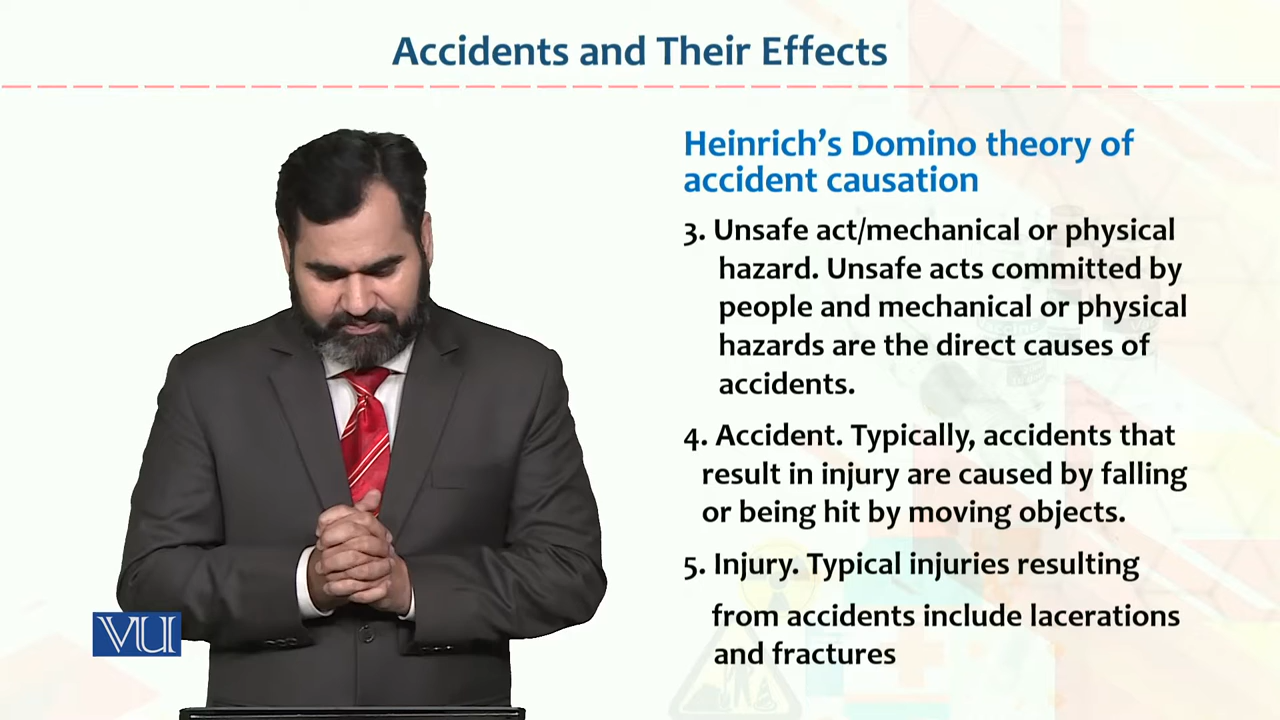 Accidents and Their Effects
Heinrich’s Domino theory of
accident causation
3. Unsafe act/mechanical or physical
hazard. Unsafe acts committed by
people and mechanical or physical
hazards are the direct causes of
accidents.
4. Accident. Typically, accidents that
result in injury are caused by falling
or being hit by moving objects.
5. Injury. Typical injuries resulting
from accidents include lacerations
and fractures
VU